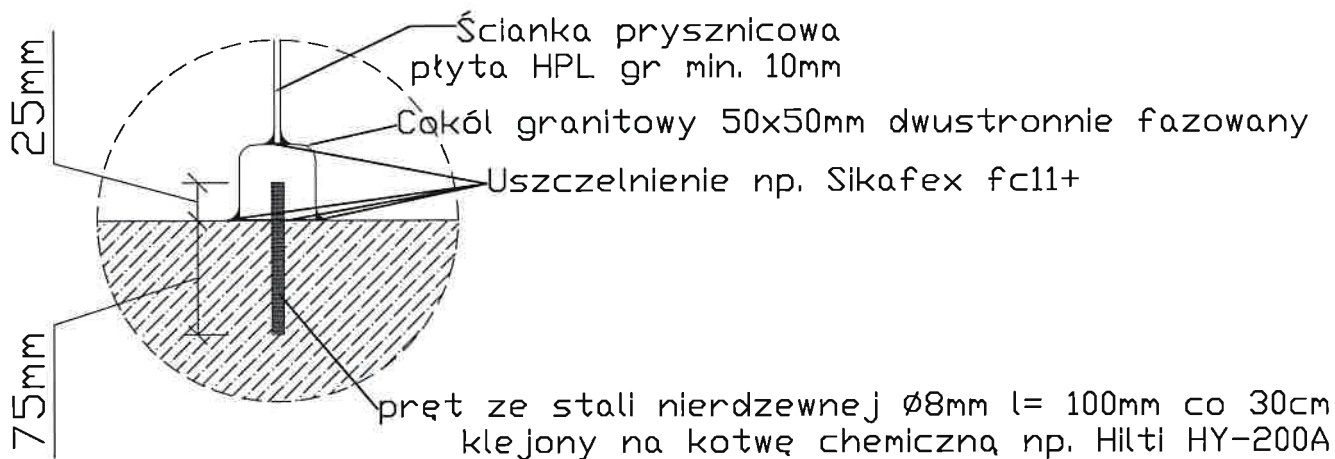 Ścianka prysznicowa
płyta HPL gr min. 10mm
25mm
Cokół granitowy 50x50mm dwustronnie fazowany
Uszczelnienie np. Sikafex fc11+
75mm
pręt ze stali nierdzewnej Ø8mm l= 100mm co 30cm
klejony na kotwę chemiczną np. Hilti HY-200A